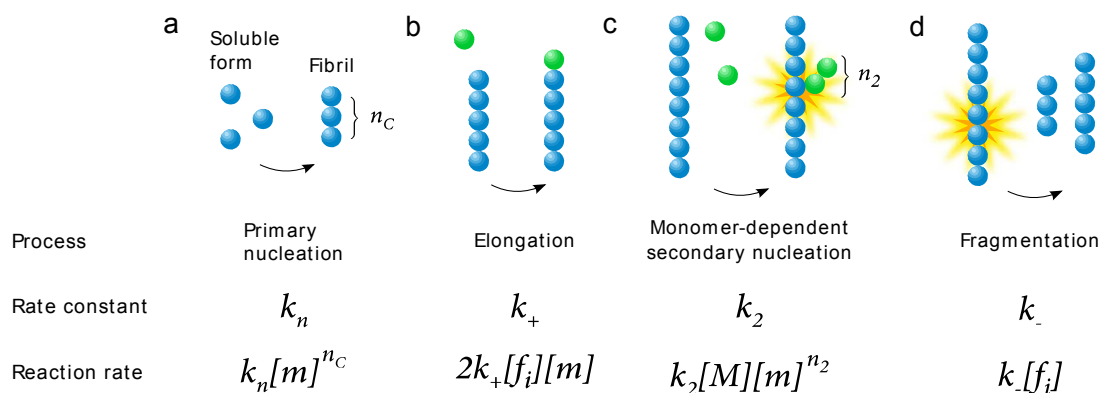 a
b
c
d
Soluble
form
Fibril
n_C
n_2
Process
Primary
nucleation
Elongation
Monomer-dependent
secondary nucleation
Fragmentation
Rate constant
k_n
k_+
k_2
k_-
Reaction rate
k_n[m]^{n_C}
2k_+[f_i][m]
k_2[M][m]^{n_2}
k_-[f_i]